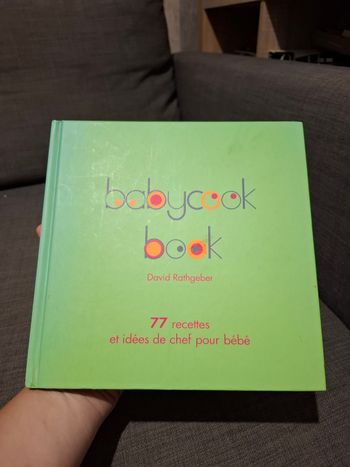 babycook
book
David Rathgeber
77 recettes
et idées de chef pour bébé